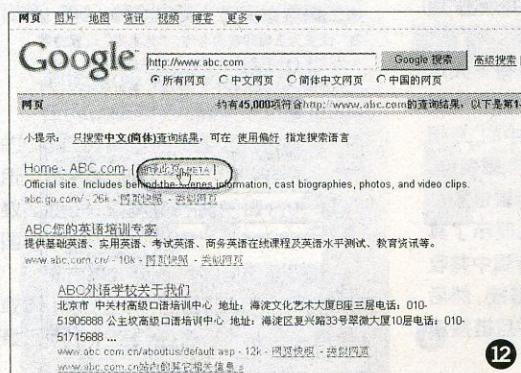 网页 图片 地图 资讯 视频 博客 更多 ▼
Google http://www.abc.com Google 搜索 高级搜索
所有网页 中文网页 简体中文网页 中国的网页
网页 约有45,000项符合http://www.abc.com的查询结果，以下是第1-
小提示： 只搜索中文(简体)查询结果，可在 使用偏好 指定搜索语言
Home - ABC.com - [ BETA ]
Official site. Includes behind-the-scenes information, cast biographies, photos, and video clips.
abc.go.com/ - 26k - 网页快照 - 类似网页
ABC您的英语培训专家
提供基础英语、实用英语、考试英语、商务英语在线课程及英语水平测试、教育资讯等。
www.abc.com.cn/ - 10k - 网页快照 - 类似网页
ABC外语学校关于我们
北京市 中关村高级口语培训中心 地址：海淀文化艺术大厦B座三层电话：010-
51905888 公主坟高级口语培训中心 地址：海淀区复兴路33号翠微大厦10层电话：010-
51715688 ...
www.abc.com.cn/aboutus/default.asp - 12k - 网页快照 - 类似网页
www.abc.com.cn站内的其它相关信息 »
12